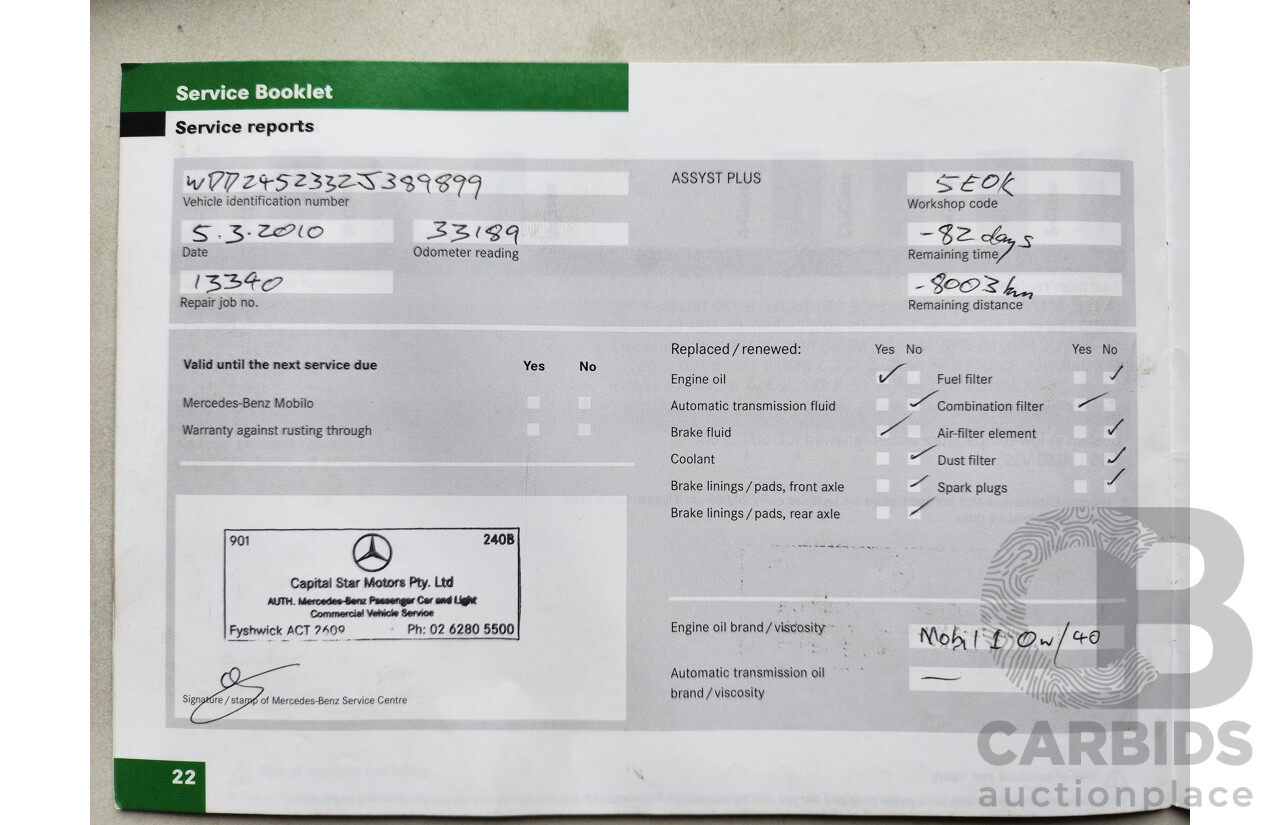 Service Booklet
Service reports
WDD2452332J389899
Vehicle identification number
5.3.2010
Date
33189
Odometer reading
13340
Repair job no.
ASSYST PLUS
5E0K
Workshop code
-82 days
Remaining time
-8003 km
Remaining distance
Valid until the next service due Yes No
Mercedes-Benz Mobilo
Warranty against rusting through
Replaced / renewed: Yes No Yes No
Engine oil ✓ Fuel filter ✓
Automatic transmission fluid ✓ Combination filter ✓
Brake fluid ✓ Air-filter element ✓
Coolant ✓ Dust filter ✓
Brake linings / pads, front axle ✓ Spark plugs ✓
Brake linings / pads, rear axle ✓
901 240B
Capital Star Motors Pty. Ltd
AUTH. Mercedes-Benz Passenger Car and Light
Commercial Vehicle Service
Fyshwick ACT 2609 Ph: 02 6280 5500
Signature / stamp of Mercedes-Benz Service Centre
Engine oil brand / viscosity
Mobil 1 0w/40
Automatic transmission oil
brand / viscosity
—
22
CB
CARBIDS
auctionplace